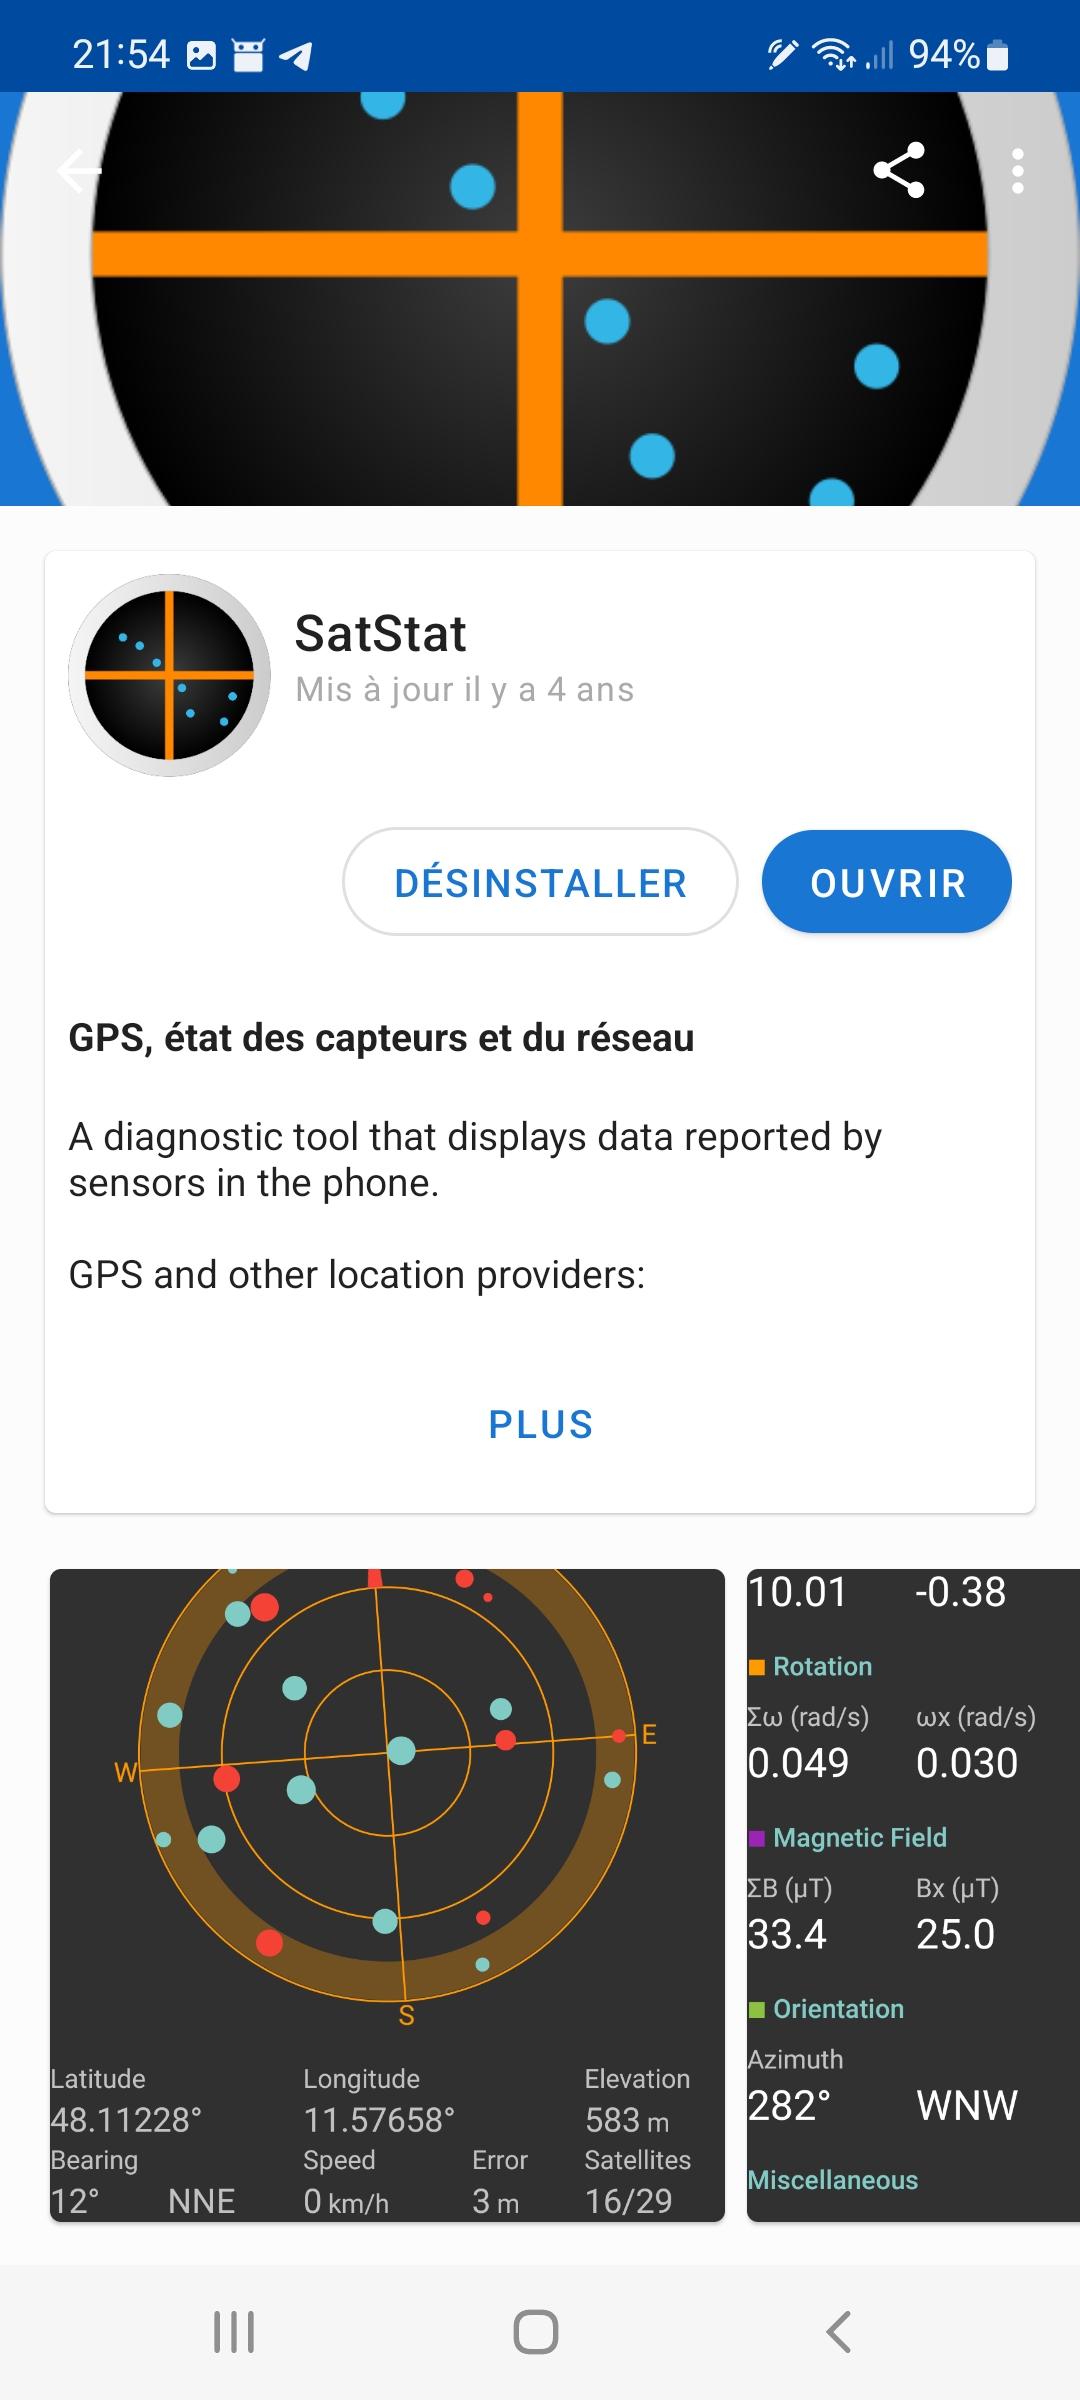 21:54 94%
SatStat
Mis à jour il y a 4 ans
DÉSINSTALLER OUVRIR
GPS, état des capteurs et du réseau
A diagnostic tool that displays data reported by
sensors in the phone.
GPS and other location providers:
PLUS
W E
S
Latitude Longitude Elevation
48.11228° 11.57658° 583 m
Bearing Speed Error Satellites
12° NNE 0 km/h 3 m 16/29
10.01 -0.38
Rotation
Σω (rad/s) ωx (rad/s)
0.049 0.030
Magnetic Field
ΣB (µT) Bx (µT)
33.4 25.0
Orientation
Azimuth
282° WNW
Miscellaneous